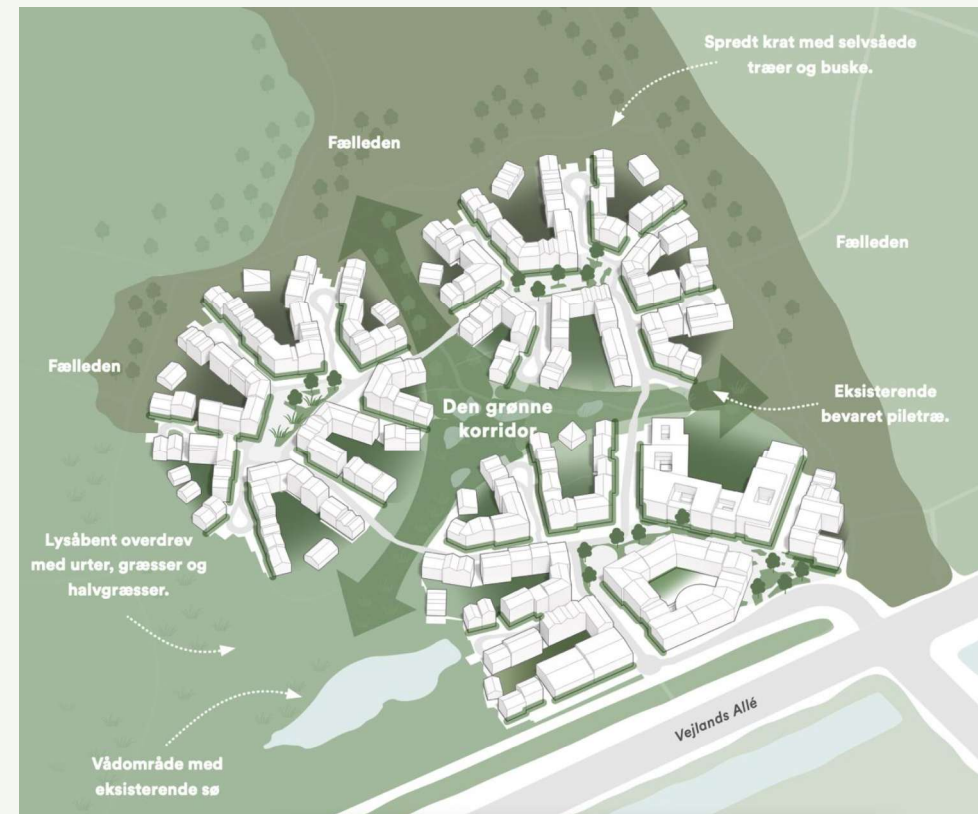 Spredt krat med selvsåede
træer og buske.
Fælleden
Fælleden
Fælleden
Eksisterende
bevaret piletræ.
Den grønne
korridor
Lysåbent overdrev
med urter, græsser og
halvgræsser.
Vejlands Allé
Vådområde med
eksisterende sø